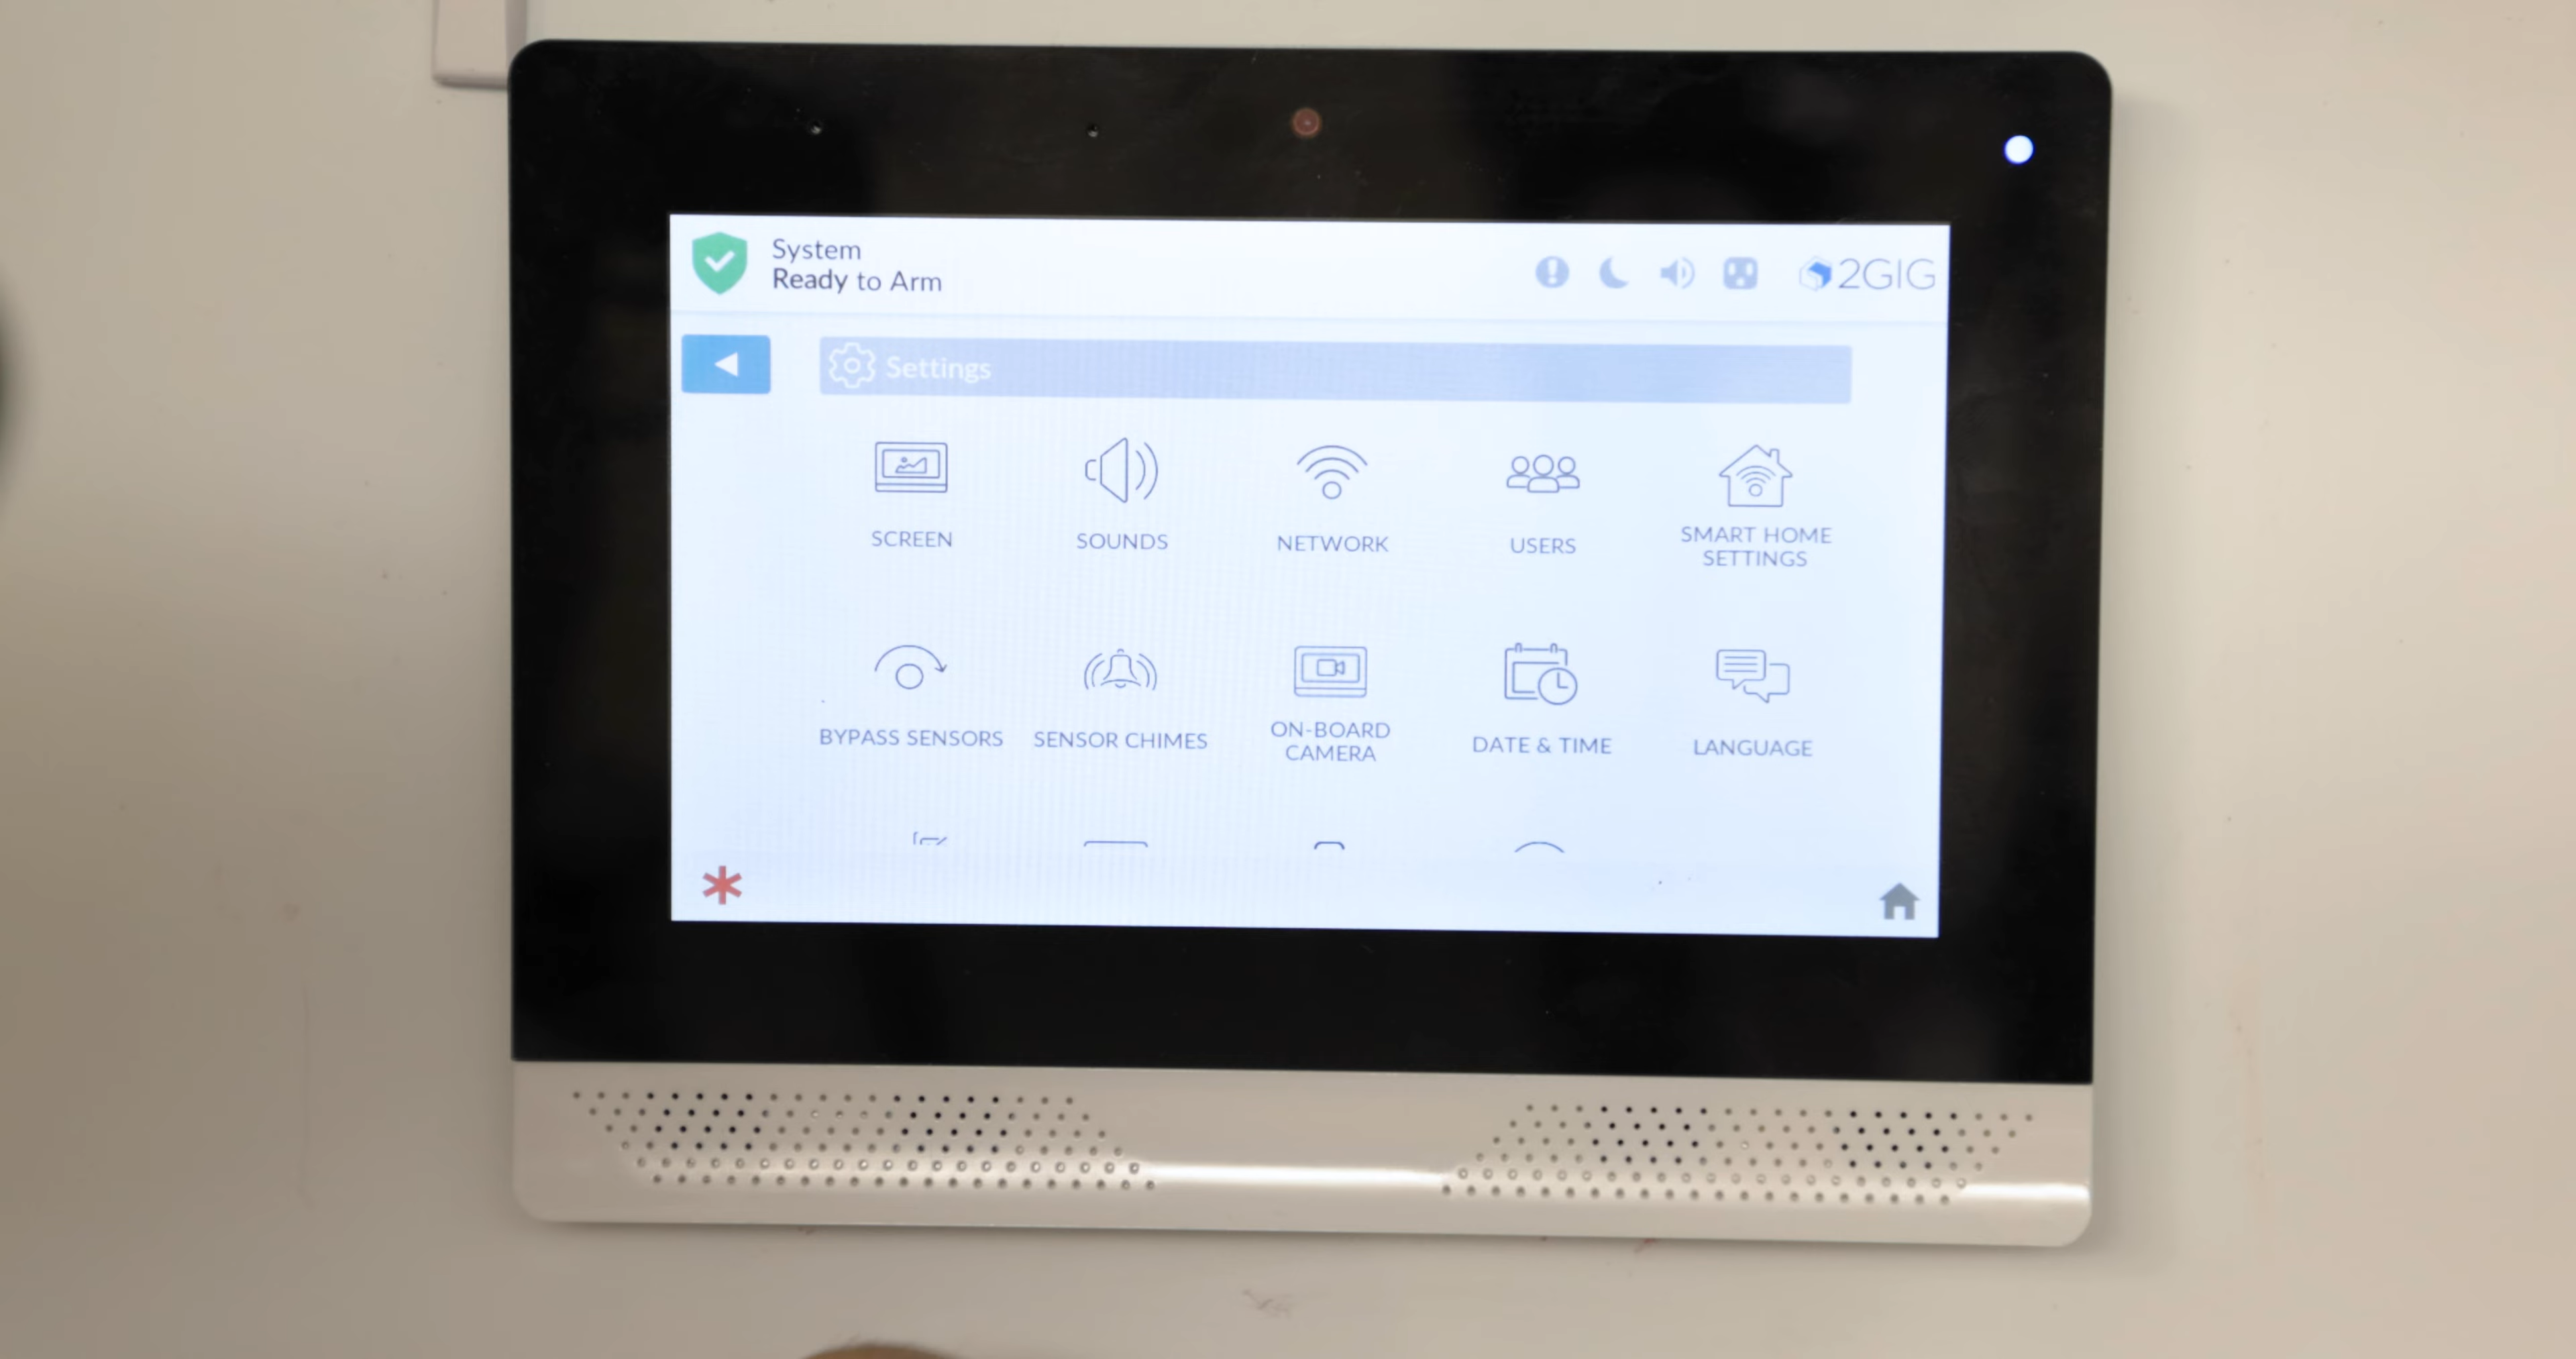 System
Ready to Arm
2GIG
Settings
SCREEN
SOUNDS
NETWORK
USERS
SMART HOME
SETTINGS
BYPASS SENSORS
SENSOR CHIMES
ON-BOARD
CAMERA
DATE & TIME
LANGUAGE